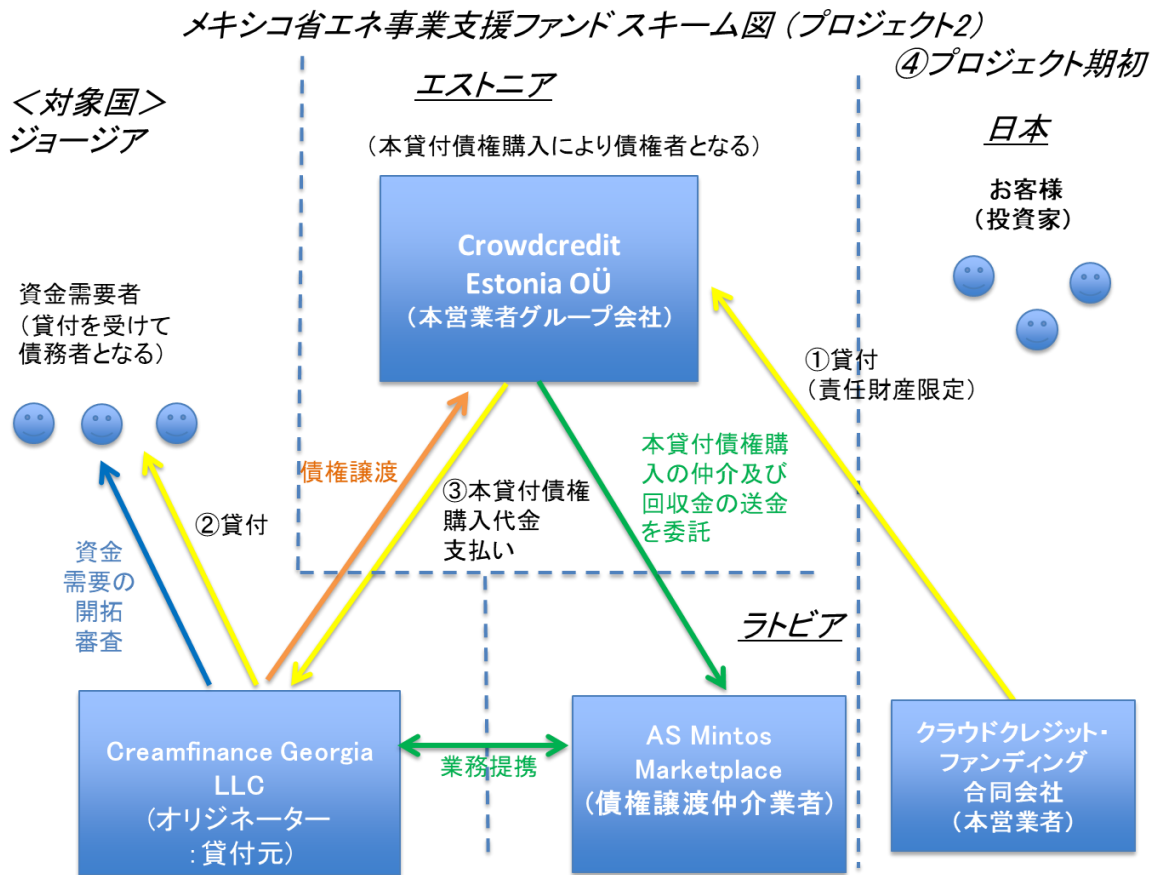 メキシコ省エネ事業支援ファンド スキーム図 (プロジェクト2)
④プロジェクト期初
<対象国>
ジョージア
エストニア
(本貸付債権購入により債権者となる)
日本
お客様
(投資家)
Crowdcredit
Estonia OÜ
(本営業者グループ会社)
資金需要者
(貸付を受けて
債務者となる)
①貸付
(責任財産限定)
債権譲渡
③本貸付債権
購入代金
支払い
本貸付債権購
入の仲介及び
回収金の送金
を委託
②貸付
資金
需要の
開拓
審査
ラトビア
Creamfinance Georgia
LLC
(オリジネーター
:貸付元)
業務提携
AS Mintos
Marketplace
(債権譲渡仲介業者)
クラウドクレジット・
ファンディング
合同会社
(本営業者)